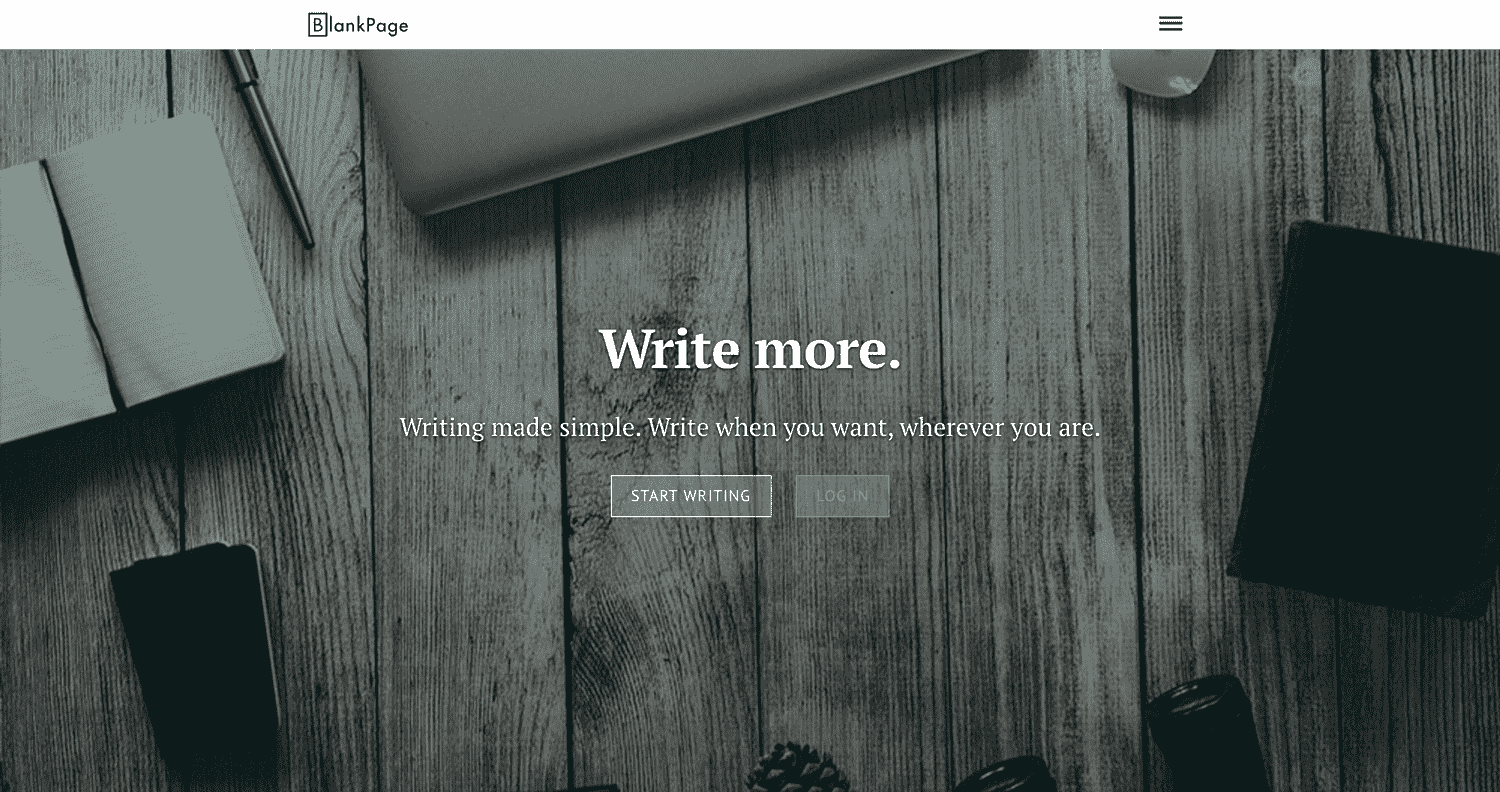 BlankPage
Write more.
Writing made simple. Write when you want, wherever you are.
START WRITING
LOG IN